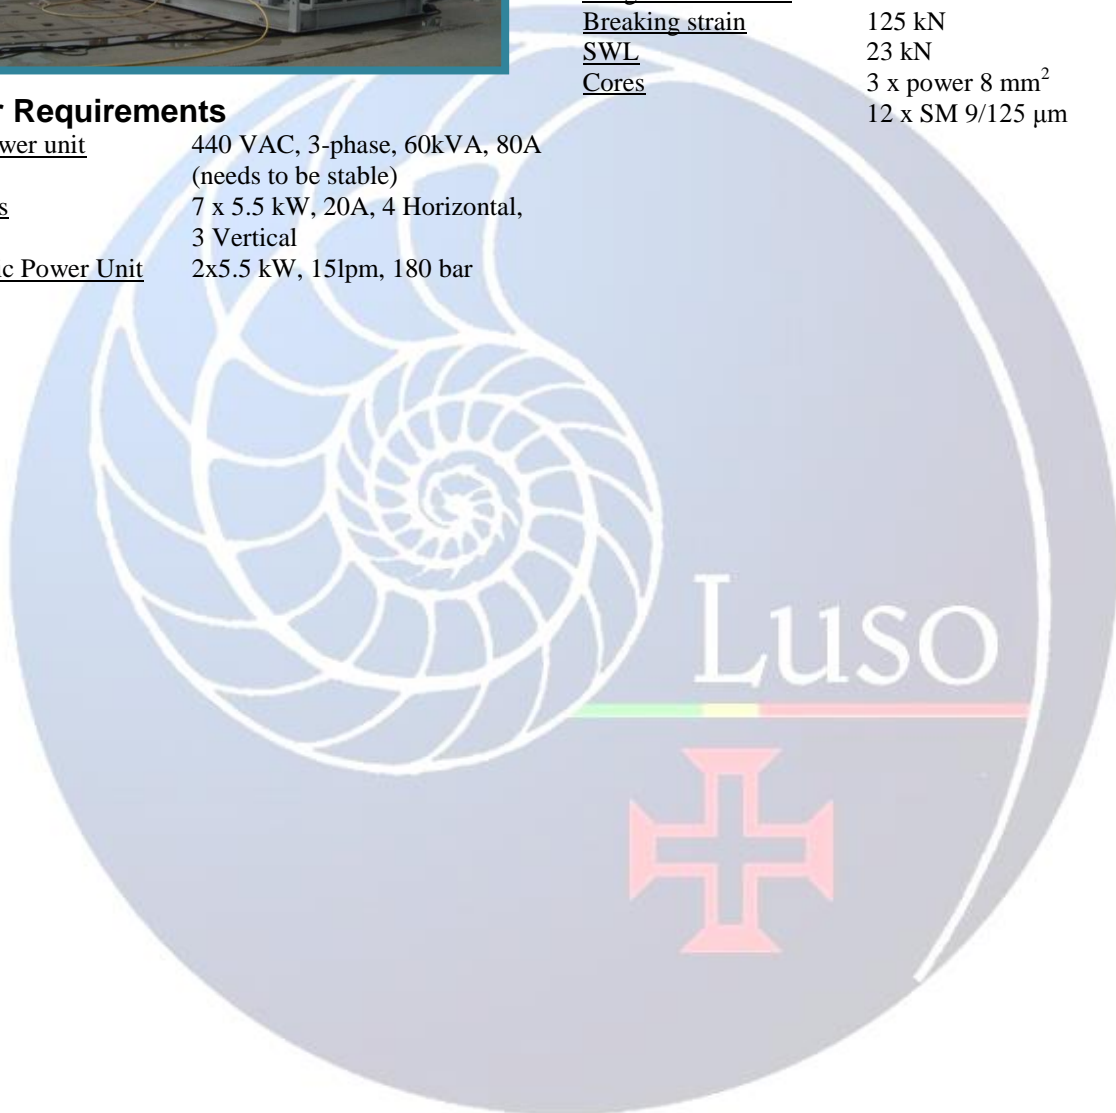 Breaking strain 125 kN
SWL 23 kN
Cores 3 x power 8 mm²
12 x SM 9/125 µm
Requirements
unit 440 VAC, 3-phase, 60kVA, 80A
(needs to be stable)
7 x 5.5 kW, 20A, 4 Horizontal,
3 Vertical
Power Unit 2x5.5 kW, 15lpm, 180 bar
Luso